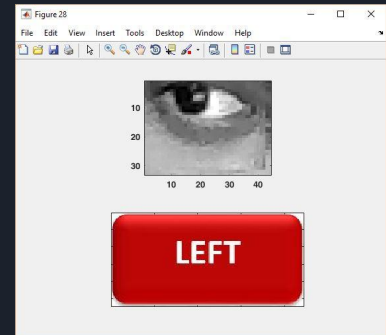 Figure 28
File Edit View Insert Tools Desktop Window Help
10
20
30
10 20 30 40
LEFT